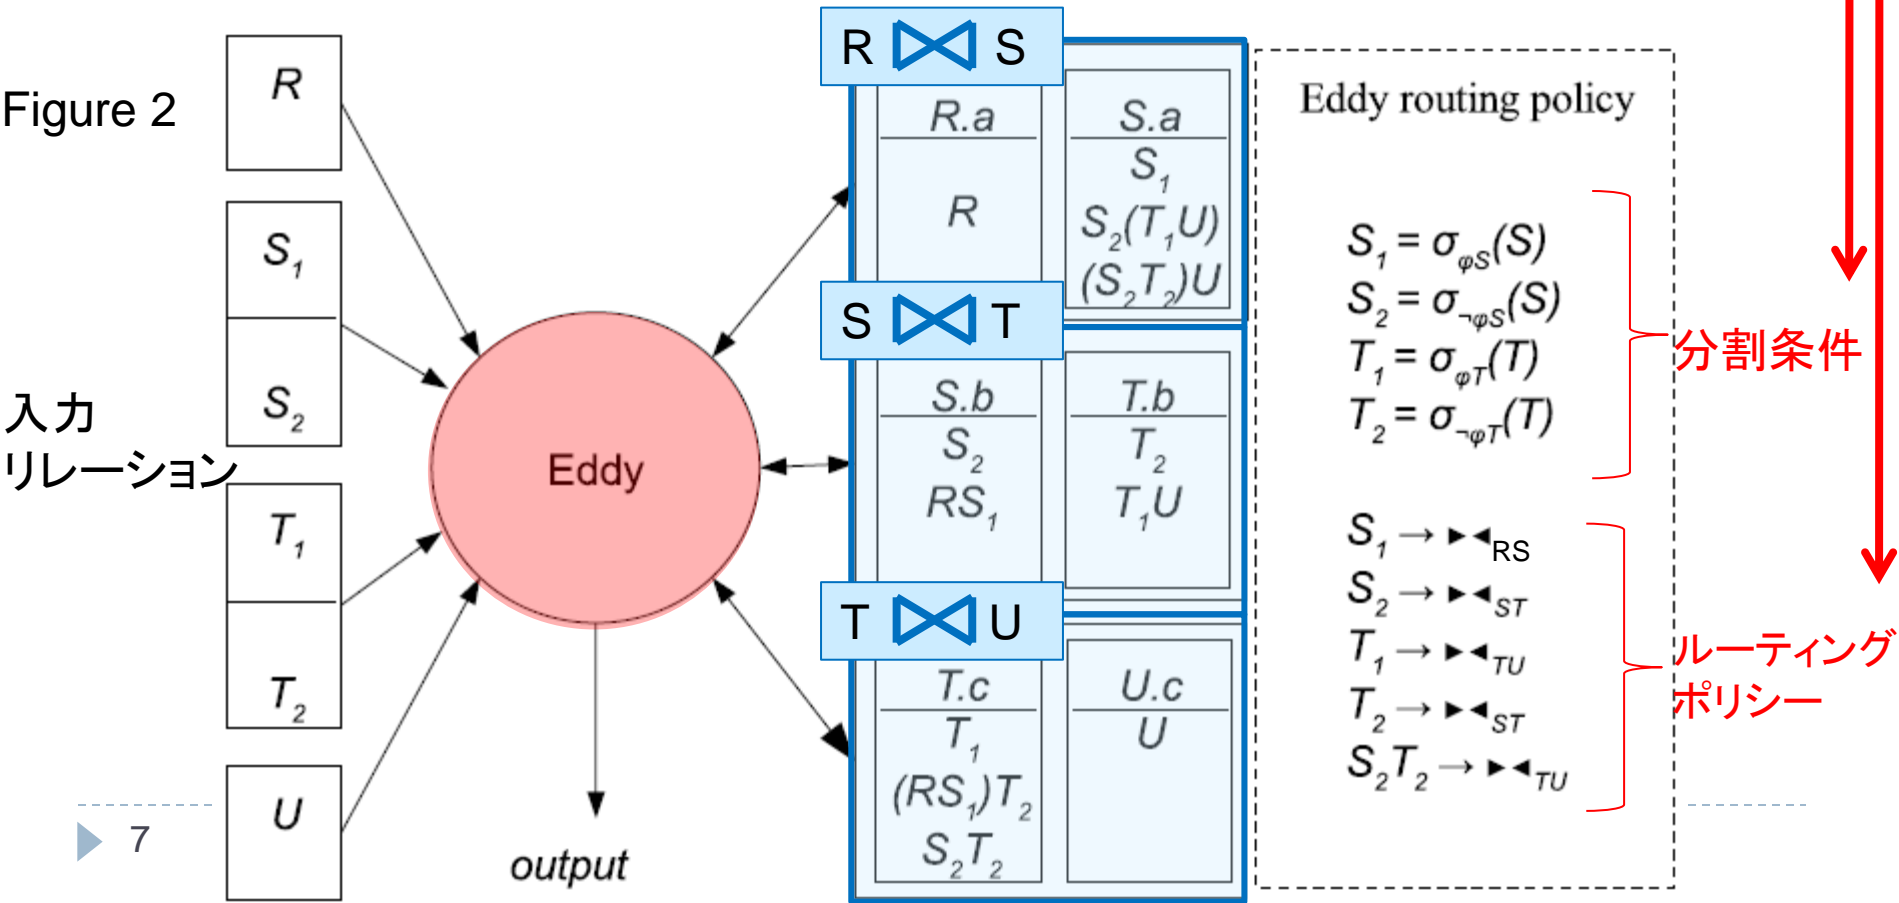 Figure 2
入力
リレーション
R
S1
S2
T1
T2
U
Eddy
output
R ⋈ S
R.a
R
S.a
S1
S2(T1U)
(S2T2)U
S ⋈ T
S.b
S2
RS1
T.b
T2
T1U
T ⋈ U
T.c
T1
(RS1)T2
S2T2
U.c
U
Eddy routing policy
S1 = σφS(S)
S2 = σ¬φS(S)
T1 = σφT(T)
T2 = σ¬φT(T)
分割条件
S1 → ►◄RS
S2 → ►◄ST
T1 → ►◄TU
T2 → ►◄ST
S2T2 → ►◄TU
ルーティング
ポリシー
7